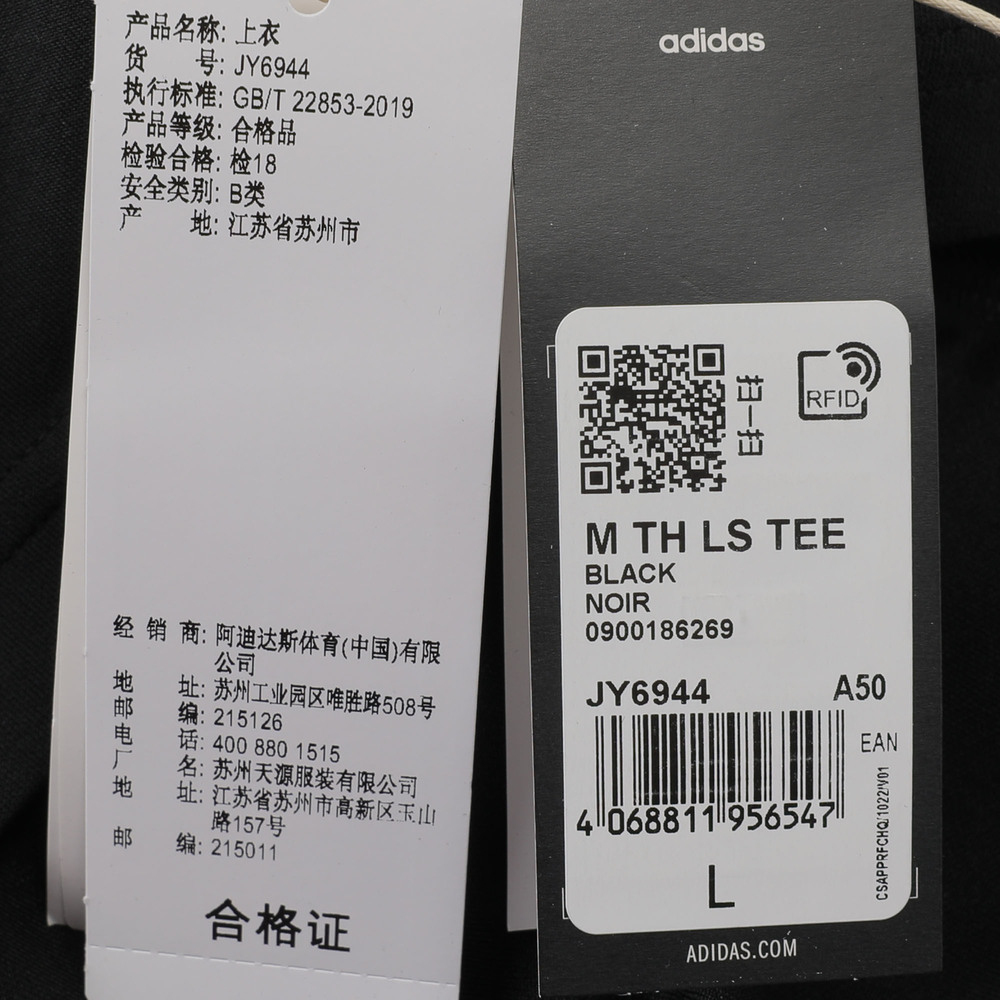 产品名称: 上衣
货 号: JY6944
执行标准: GB/T 22853-2019
产品等级: 合格品
检验合格: 检18
安全类别: B类
产 地: 江苏省苏州市
经 销 商: 阿迪达斯体育(中国)有限
公司
地 址: 苏州工业园区唯胜路508号
邮 编: 215126
电 话: 400 880 1515
厂 名: 苏州天源服装有限公司
地 址: 江苏省苏州市高新区玉山
路157号
邮 编: 215011
合格证
adidas
扫一扫
RFID
M TH LS TEE
BLACK
NOIR
0900186269
JY6944 A50
EAN
4 068811 956547
CSAPPRFCHQ/1022/V01
L
ADIDAS.COM